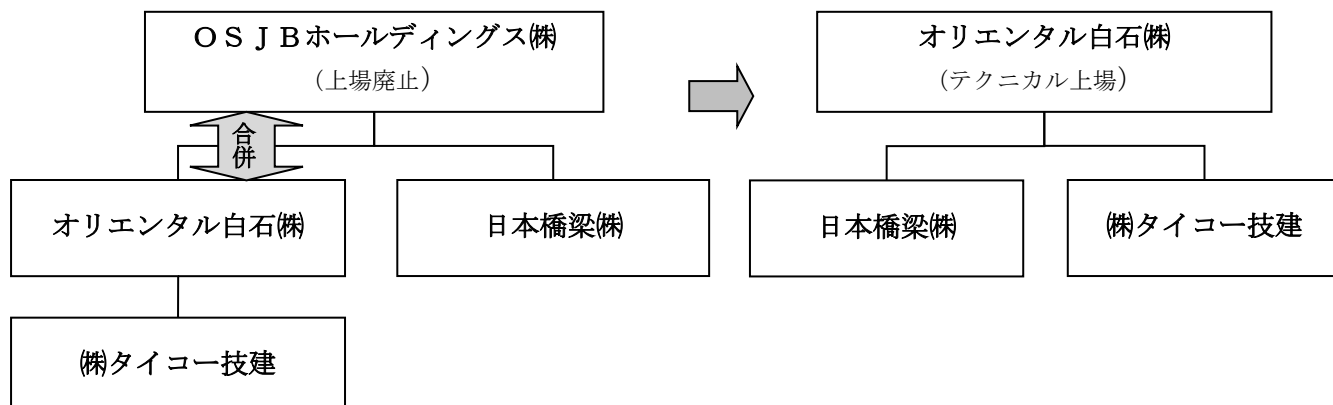 ＯＳＪＢホールディングス㈱
(上場廃止)
合併
オリエンタル白石㈱
日本橋梁㈱
㈱タイコー技建
オリエンタル白石㈱
(テクニカル上場)
日本橋梁㈱
㈱タイコー技建